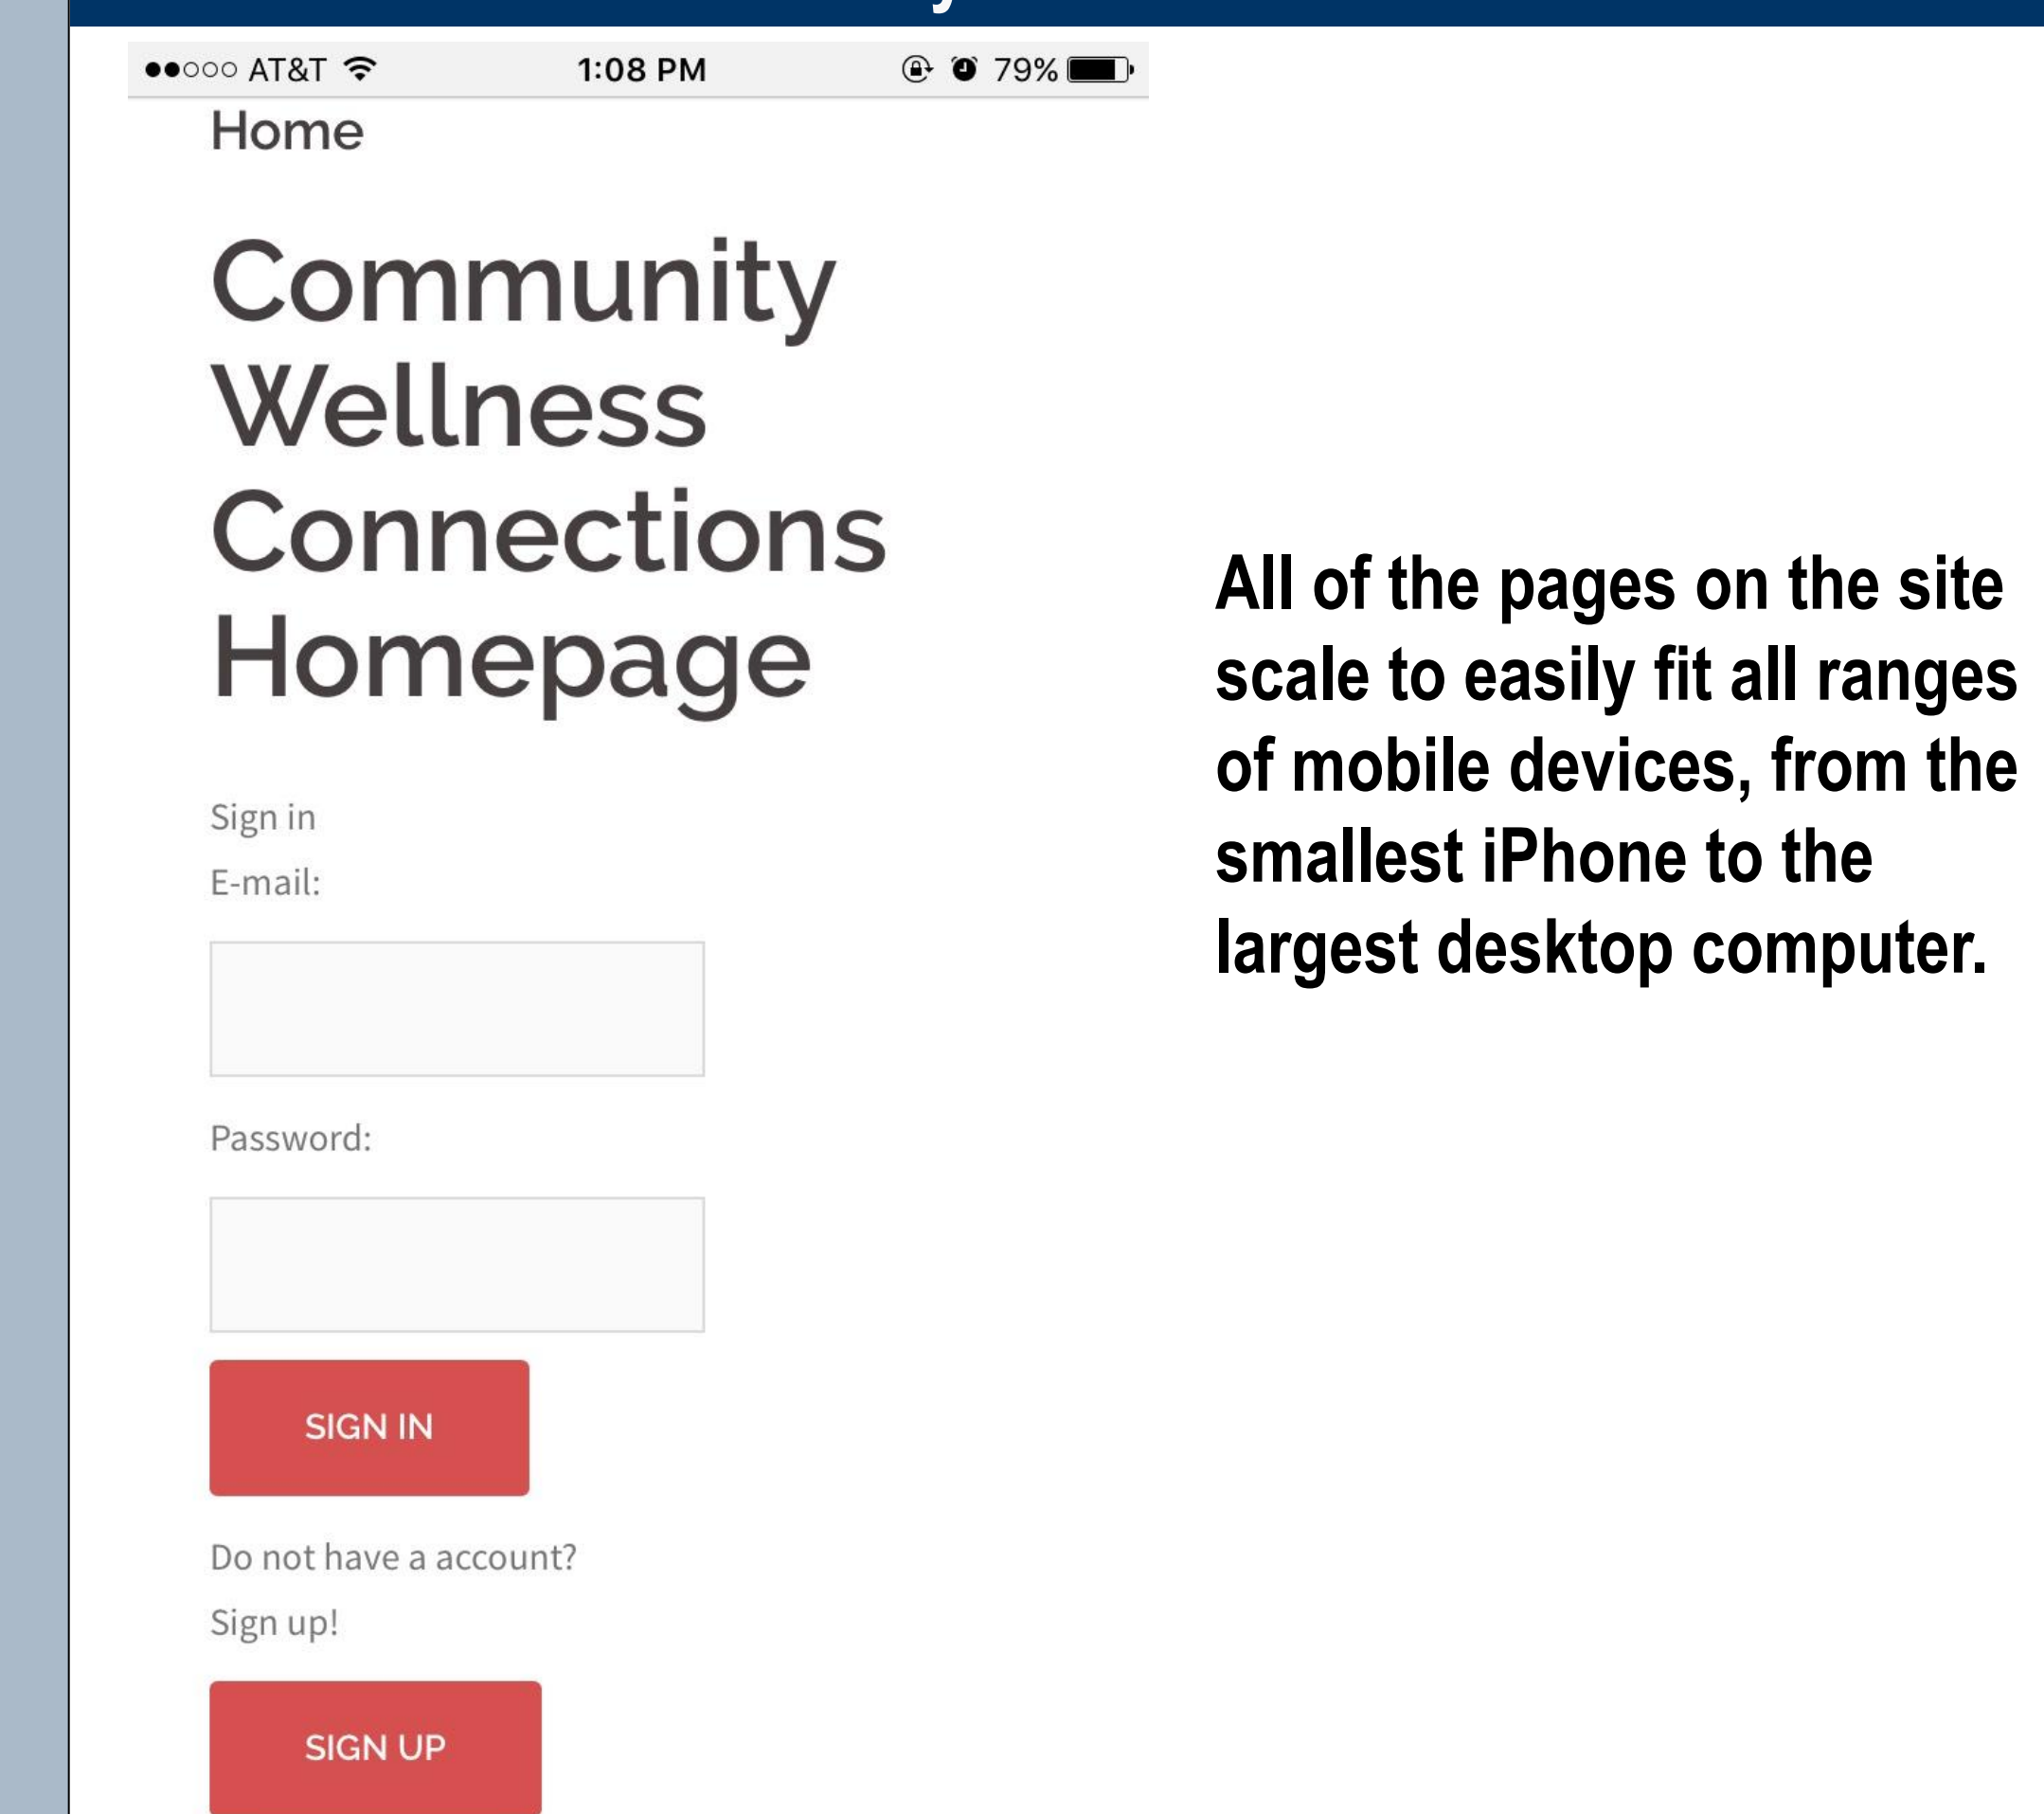 AT&T 1:08 PM 79%
Home
Community
Wellness
Connections
Homepage
Sign in
E-mail:
Password:
SIGN IN
Do not have a account?
Sign up!
SIGN UP
All of the pages on the site
scale to easily fit all ranges
of mobile devices, from the
smallest iPhone to the
largest desktop computer.